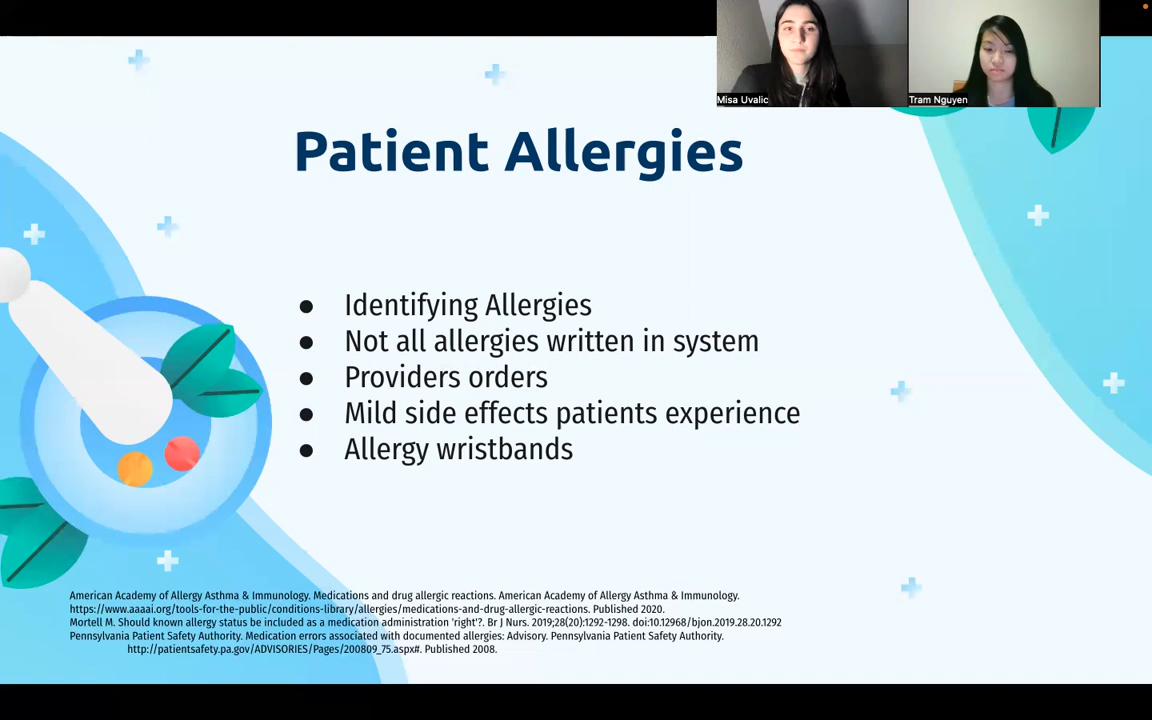 Misa Uvalic
Tram Nguyen
Patient Allergies
● Identifying Allergies
● Not all allergies written in system
● Providers orders
● Mild side effects patients experience
● Allergy wristbands
American Academy of Allergy Asthma & Immunology. Medications and drug allergic reactions. American Academy of Allergy Asthma & Immunology.
https://www.aaaai.org/tools-for-the-public/conditions-library/allergies/medications-and-drug-allergic-reactions. Published 2020.
Mortell M. Should known allergy status be included as a medication administration 'right'?. Br J Nurs. 2019;28(20):1292-1298. doi:10.12968/bjon.2019.28.20.1292
Pennsylvania Patient Safety Authority. Medication errors associated with documented allergies: Advisory. Pennsylvania Patient Safety Authority.
http://patientsafety.pa.gov/ADVISORIES/Pages/200809_75.aspx#. Published 2008.